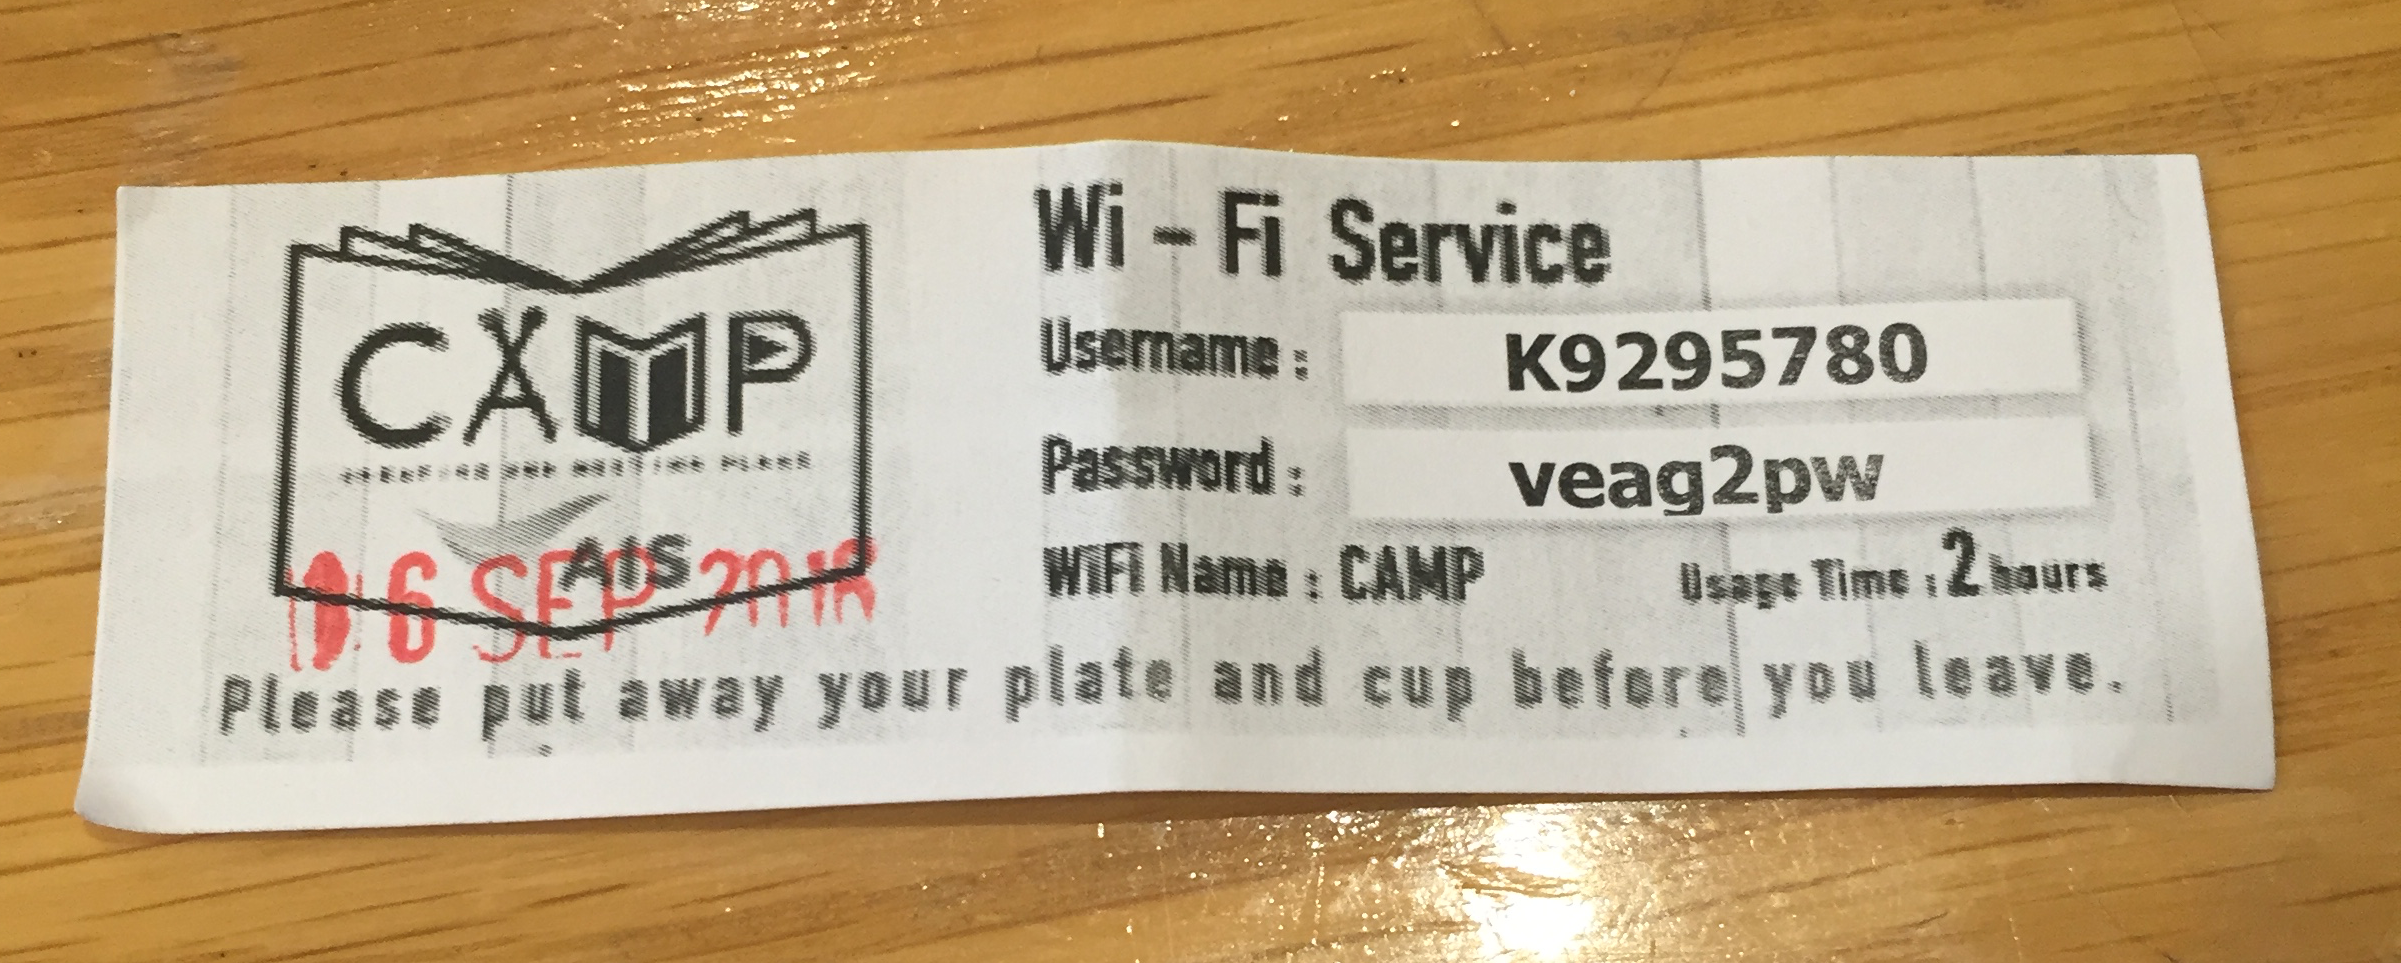 CAMP
AIS
Wi - Fi Service
Username : K9295780
Password : veag2pw
WiFi Name : CAMP Usage Time : 2 hours
Please put away your plate and cup before you leave.
6 SEP